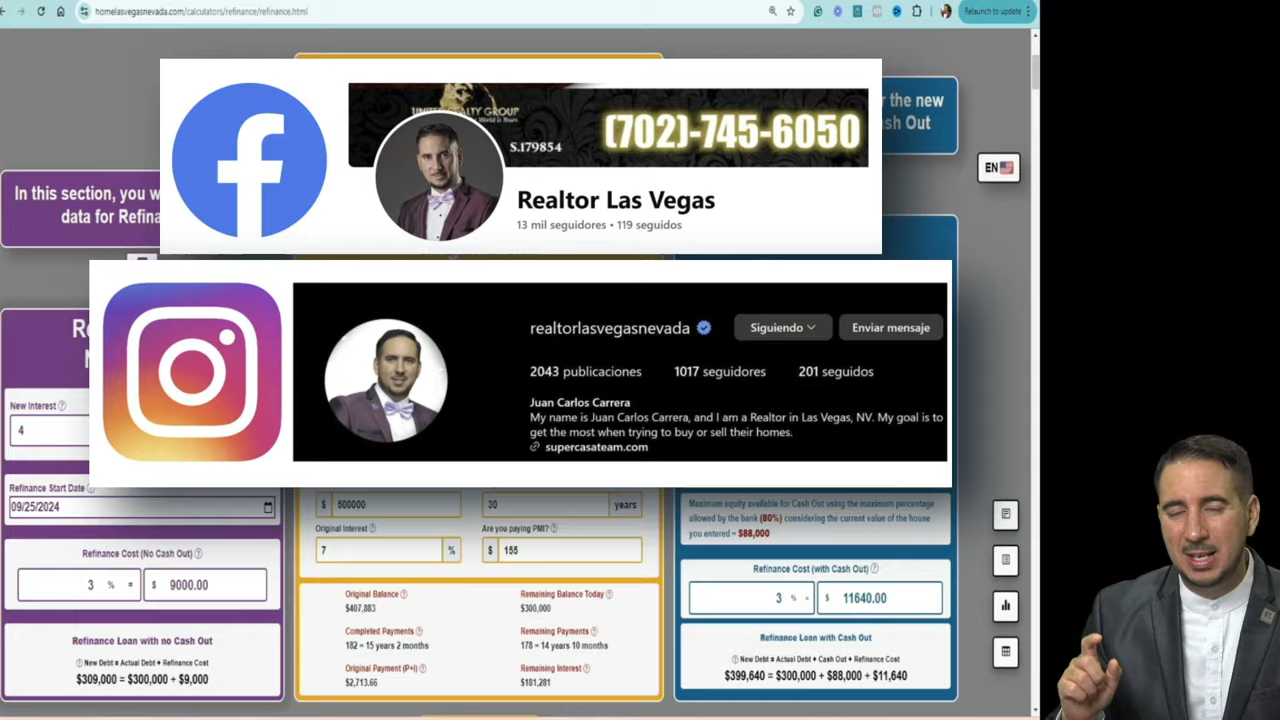 homelasvegasnevada.com/calculators/refinance/refinance.html
Relaunch to update
UNITED REALTY GROUP
S.179854
(702)-745-6050
Realtor Las Vegas
13 mil seguidores • 119 seguidos
r the new
sh Out
EN
In this section, you w
data for Refina
realtorlasvegasnevada
Siguiendo
Enviar mensaje
2043 publicaciones 1017 seguidores 201 seguidos
Juan Carlos Carrera
My name is Juan Carlos Carrera, and I am a Realtor in Las Vegas, NV. My goal is to
get the most when trying to buy or sell their homes.
supercasateam.com
New Interest
4
Refinance Start Date
09/25/2024
Refinance Cost (No Cash Out)
3 % = $ 9000.00
Refinance Loan with no Cash Out
New Debt = Actual Debt + Refinance Cost
$309,000 = $300,000 + $9,000
$ 500000
30 years
Original Interest
Are you paying PMI?
7 %
$ 155
Original Balance
$407,883
Remaining Balance Today
$300,000
Completed Payments
182 = 15 years 2 months
Remaining Payments
178 = 14 years 10 months
Original Payment (P+I)
$2,713.66
Remaining Interest
$181,281
Maximum equity available for Cash Out using the maximum percentage
allowed by the bank (80%) considering the current value of the house
you entered = $88,000
Refinance Cost (with Cash Out)
3 % = $ 11640.00
Refinance Loan with Cash Out
New Debt = Actual Debt + Cash Out + Refinance Cost
$399,640 = $300,000 + $88,000 + $11,640